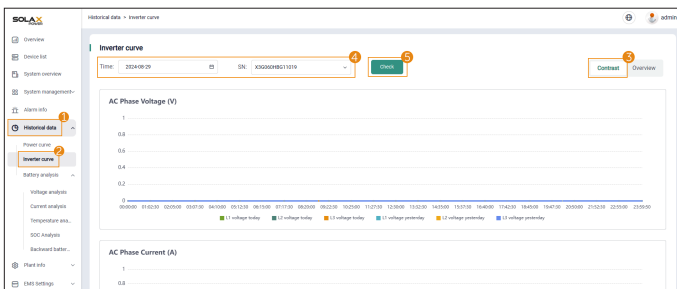 SOLAX
POWER
Historical data > Inverter curve
admin
Overview
Device list
System overview
System management
Alarm info
1
Historical data
Power curve
2
Inverter curve
Battery analysis
Voltage analysis
Current analysis
Temperature ana...
SOC Analysis
Backward batter...
Plant info
EMS Settings
Inverter curve
4
5
3
Time: 2024-08-29 SN: X3G060H8G11019 Check Contrast Overview
AC Phase Voltage (V)
1
0.8
0.6
0.4
0.2
0
00:00:00 01:02:30 02:05:00 03:07:30 04:10:00 05:12:30 06:15:00 07:17:30 08:20:00 09:22:30 10:25:00 11:27:30 12:30:00 13:32:30 14:35:00 15:37:30 16:40:00 17:42:30 18:45:00 19:47:30 20:50:00 21:52:30 22:55:00 23:59:50
L1 voltage today L2 voltage today L3 voltage today L1 voltage yesterday L2 voltage yesterday L3 voltage yesterday
AC Phase Current (A)
1
0.8